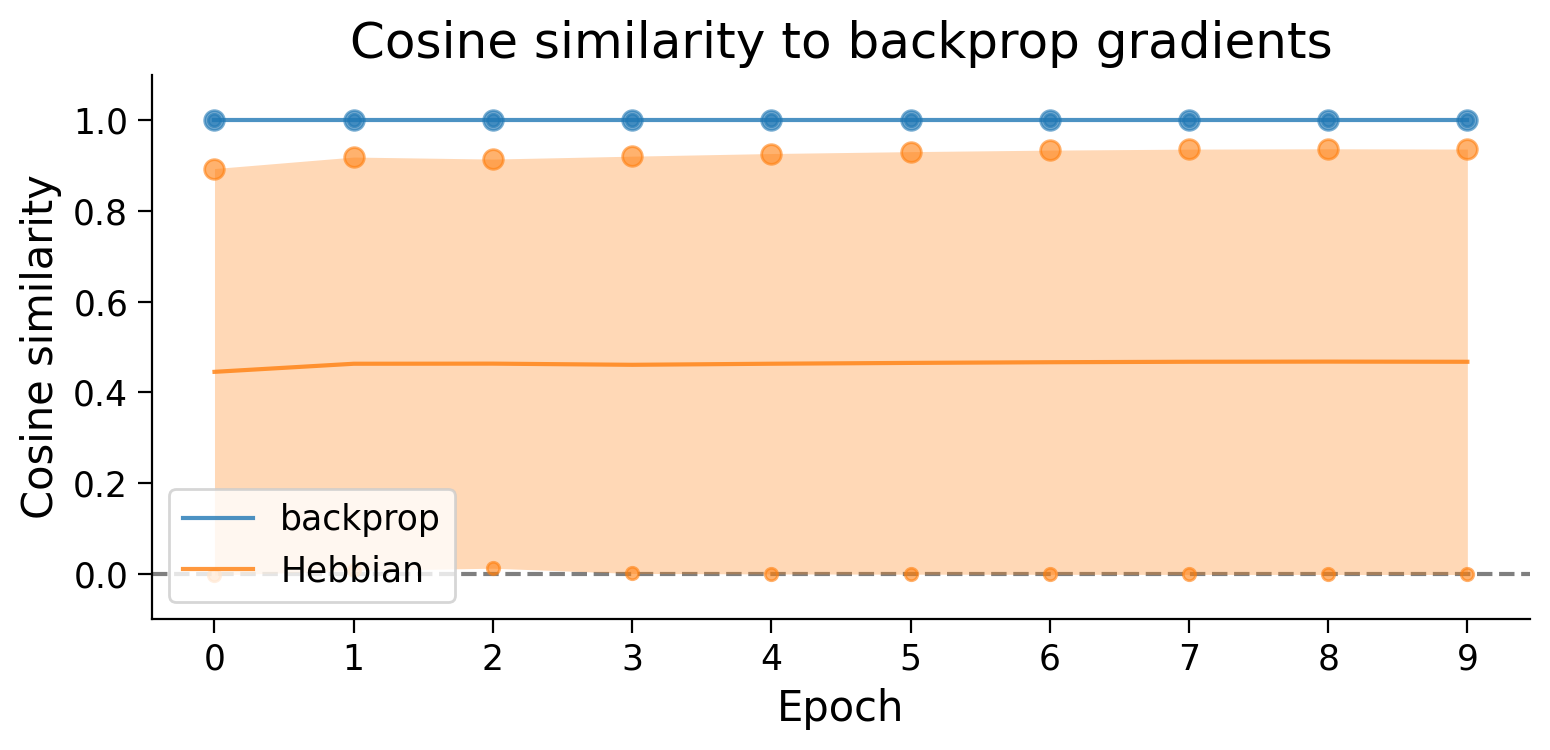 Cosine similarity to backprop gradients
Cosine similarity
1.0
0.8
0.6
0.4
0.2
0.0
backprop
Hebbian
0 1 2 3 4 5 6 7 8 9
Epoch